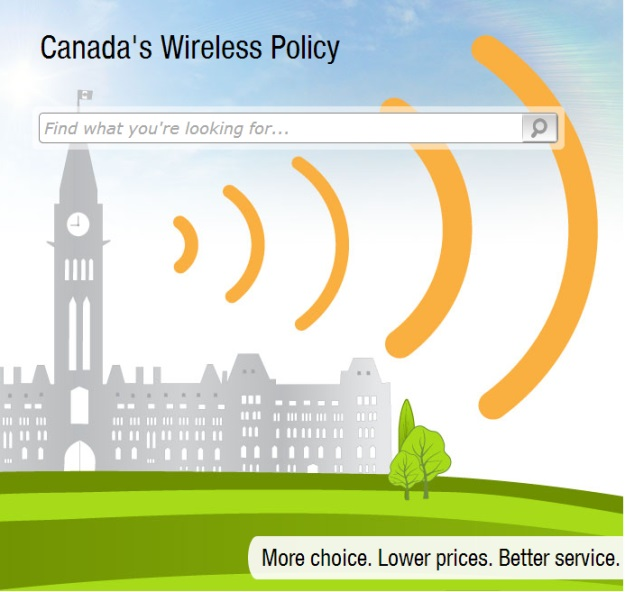 Canada's Wireless Policy
Find what you're looking for...
More choice. Lower prices. Better service.